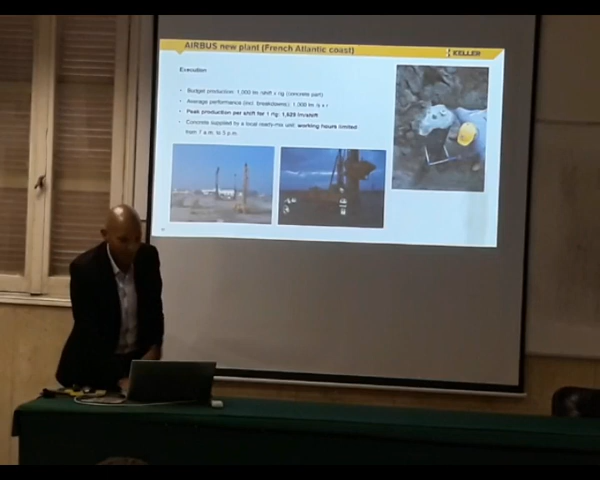 AIRBUS new plant (French Atlantic coast)
KELLER
Execution
Budget production: 1,000 lm /shift x rig (concrete part)
Average performance (incl. breakdowns): 1,300 lm /s x r
Peak production per shift for 1 rig: 1,629 lm/shift
Concrete supplied by a local ready-mix unit: working hours limited
from 7 a.m. to 5 p.m.